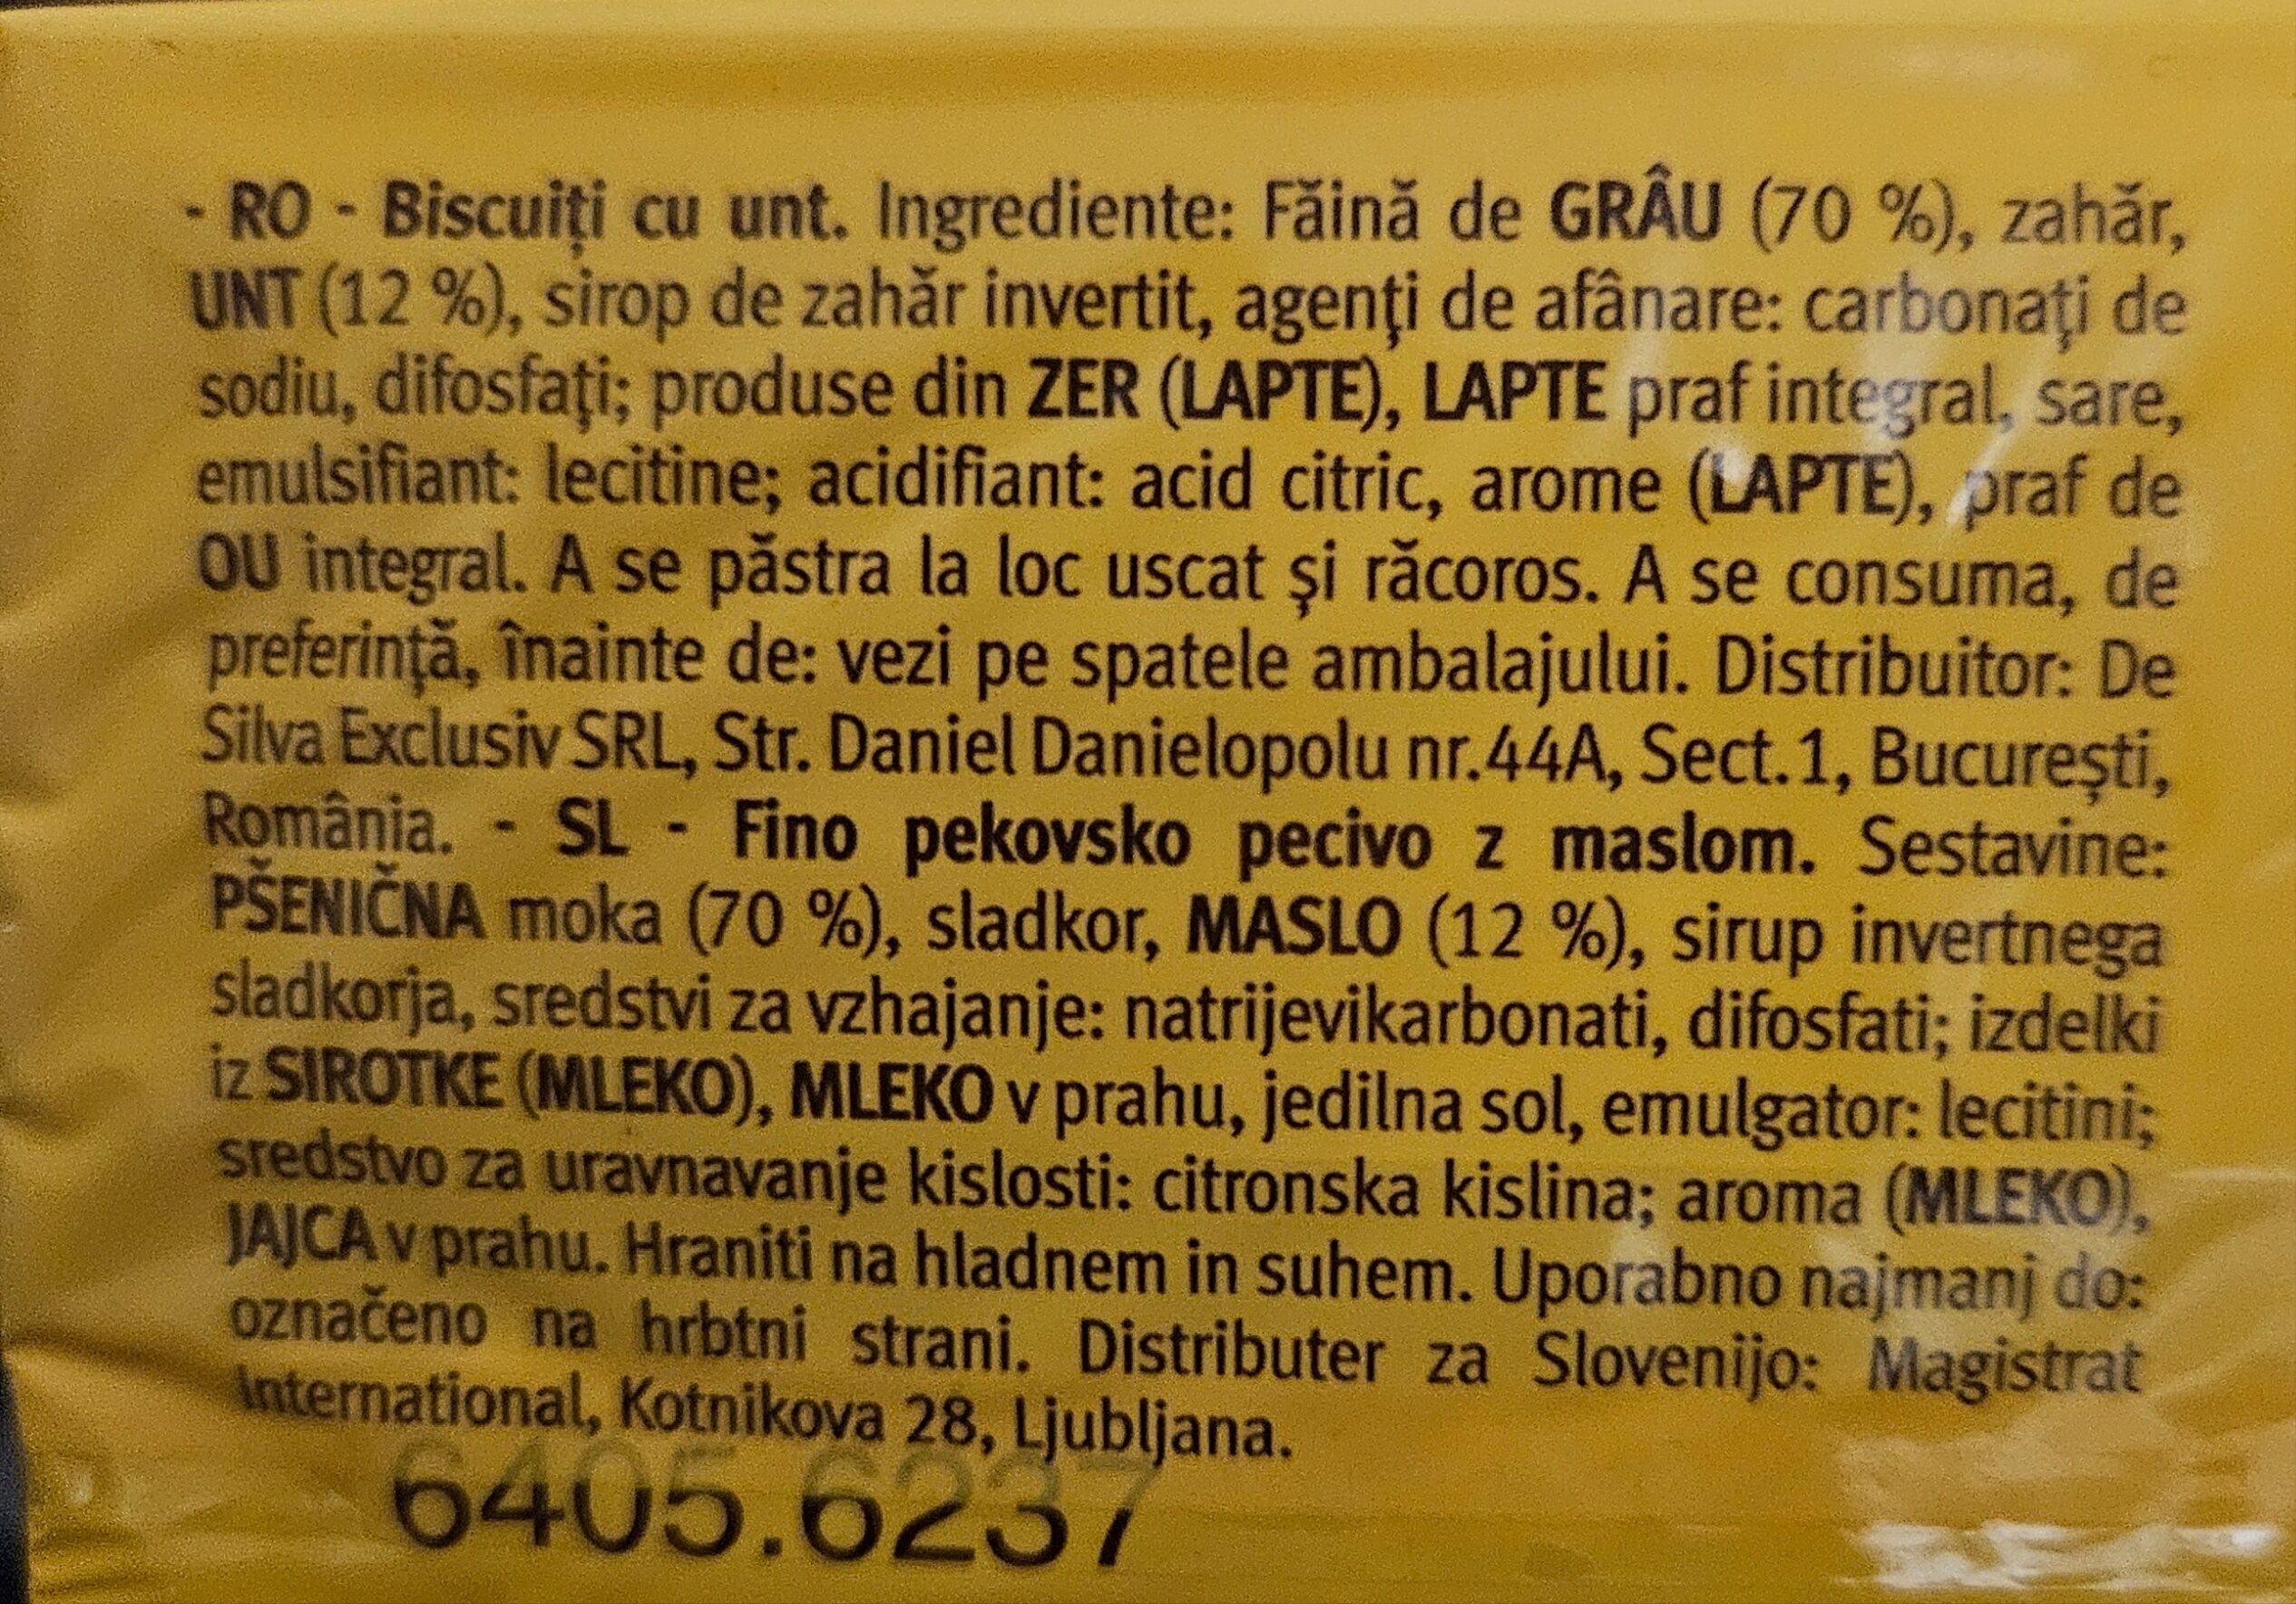 - RO - Biscuiţi cu unt. Ingrediente: Făină de GRÂU (70 %), zahăr,
UNT (12 %), sirop de zahăr invertit, agenţi de afânare: carbonaţi de
sodiu, difosfaţi; produse din ZER (LAPTE), LAPTE praf integral, sare,
emulsifiant: lecitine; acidifiant: acid citric, arome (LAPTE), praf de
OU integral. A se păstra la loc uscat şi răcoros. A se consuma, de
preferinţă, înainte de: vezi pe spatele ambalajului. Distribuitor: De
Silva Exclusiv SRL, Str. Daniel Danielopolu nr.44A, Sect.1, Bucureşti,
România. - SL - Fino pekovsko pecivo z maslom. Sestavine:
PŠENIČNA moka (70 %), sladkor, MASLO (12 %), sirup invertnega
sladkorja, sredstvi za vzhajanje: natrijevikarbonati, difosfati; izdelki
iz SIROTKE (MLEKO), MLEKO v prahu, jedilna sol, emulgator: lecitini;
sredstvo za uravnavanje kislosti: citronska kislina; aroma (MLEKO),
JAJCA v prahu. Hraniti na hladnem in suhem. Uporabno najmanj do:
označeno na hrbtni strani. Distributer za Slovenijo: Magistrat
International, Kotnikova 28, Ljubljana.
6405.6237